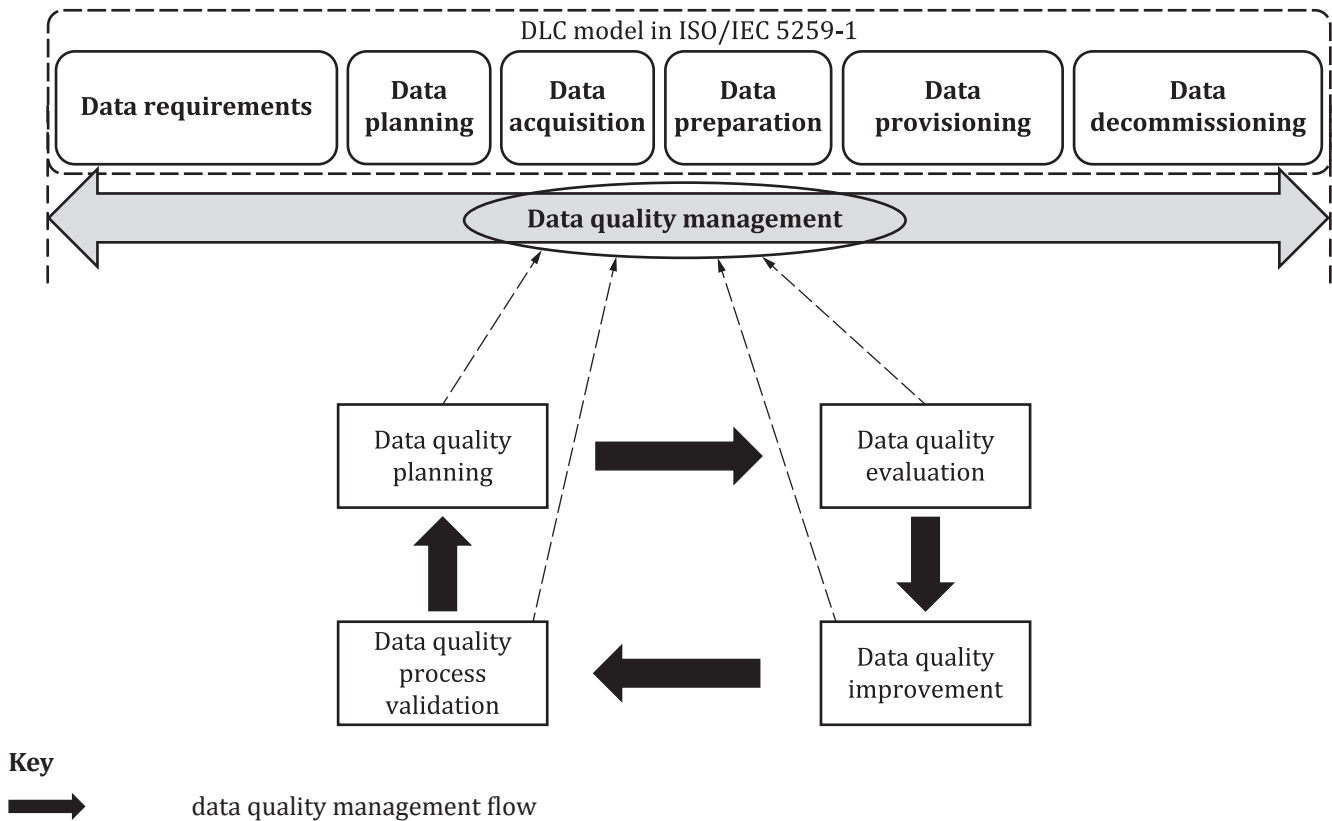 DLC model in ISO/IEC 5259-1
Data requirements
Data
planning
Data
acquisition
Data
preparation
Data
provisioning
Data
decommissioning
Data quality management
Data quality
planning
Data quality
evaluation
Data quality
process
validation
Data quality
improvement
Key
data quality management flow